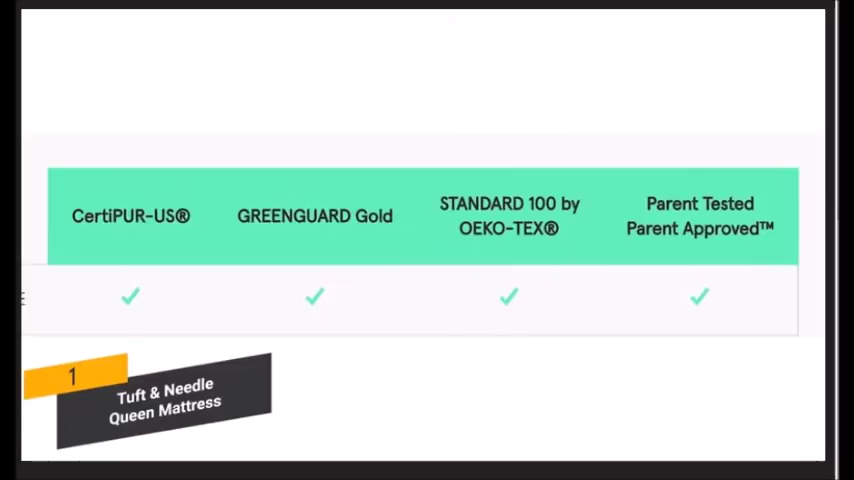 CertiPUR-US®
GREENGUARD Gold
STANDARD 100 by
OEKO-TEX®
Parent Tested
Parent Approved™
1
Tuft & Needle
Queen Mattress